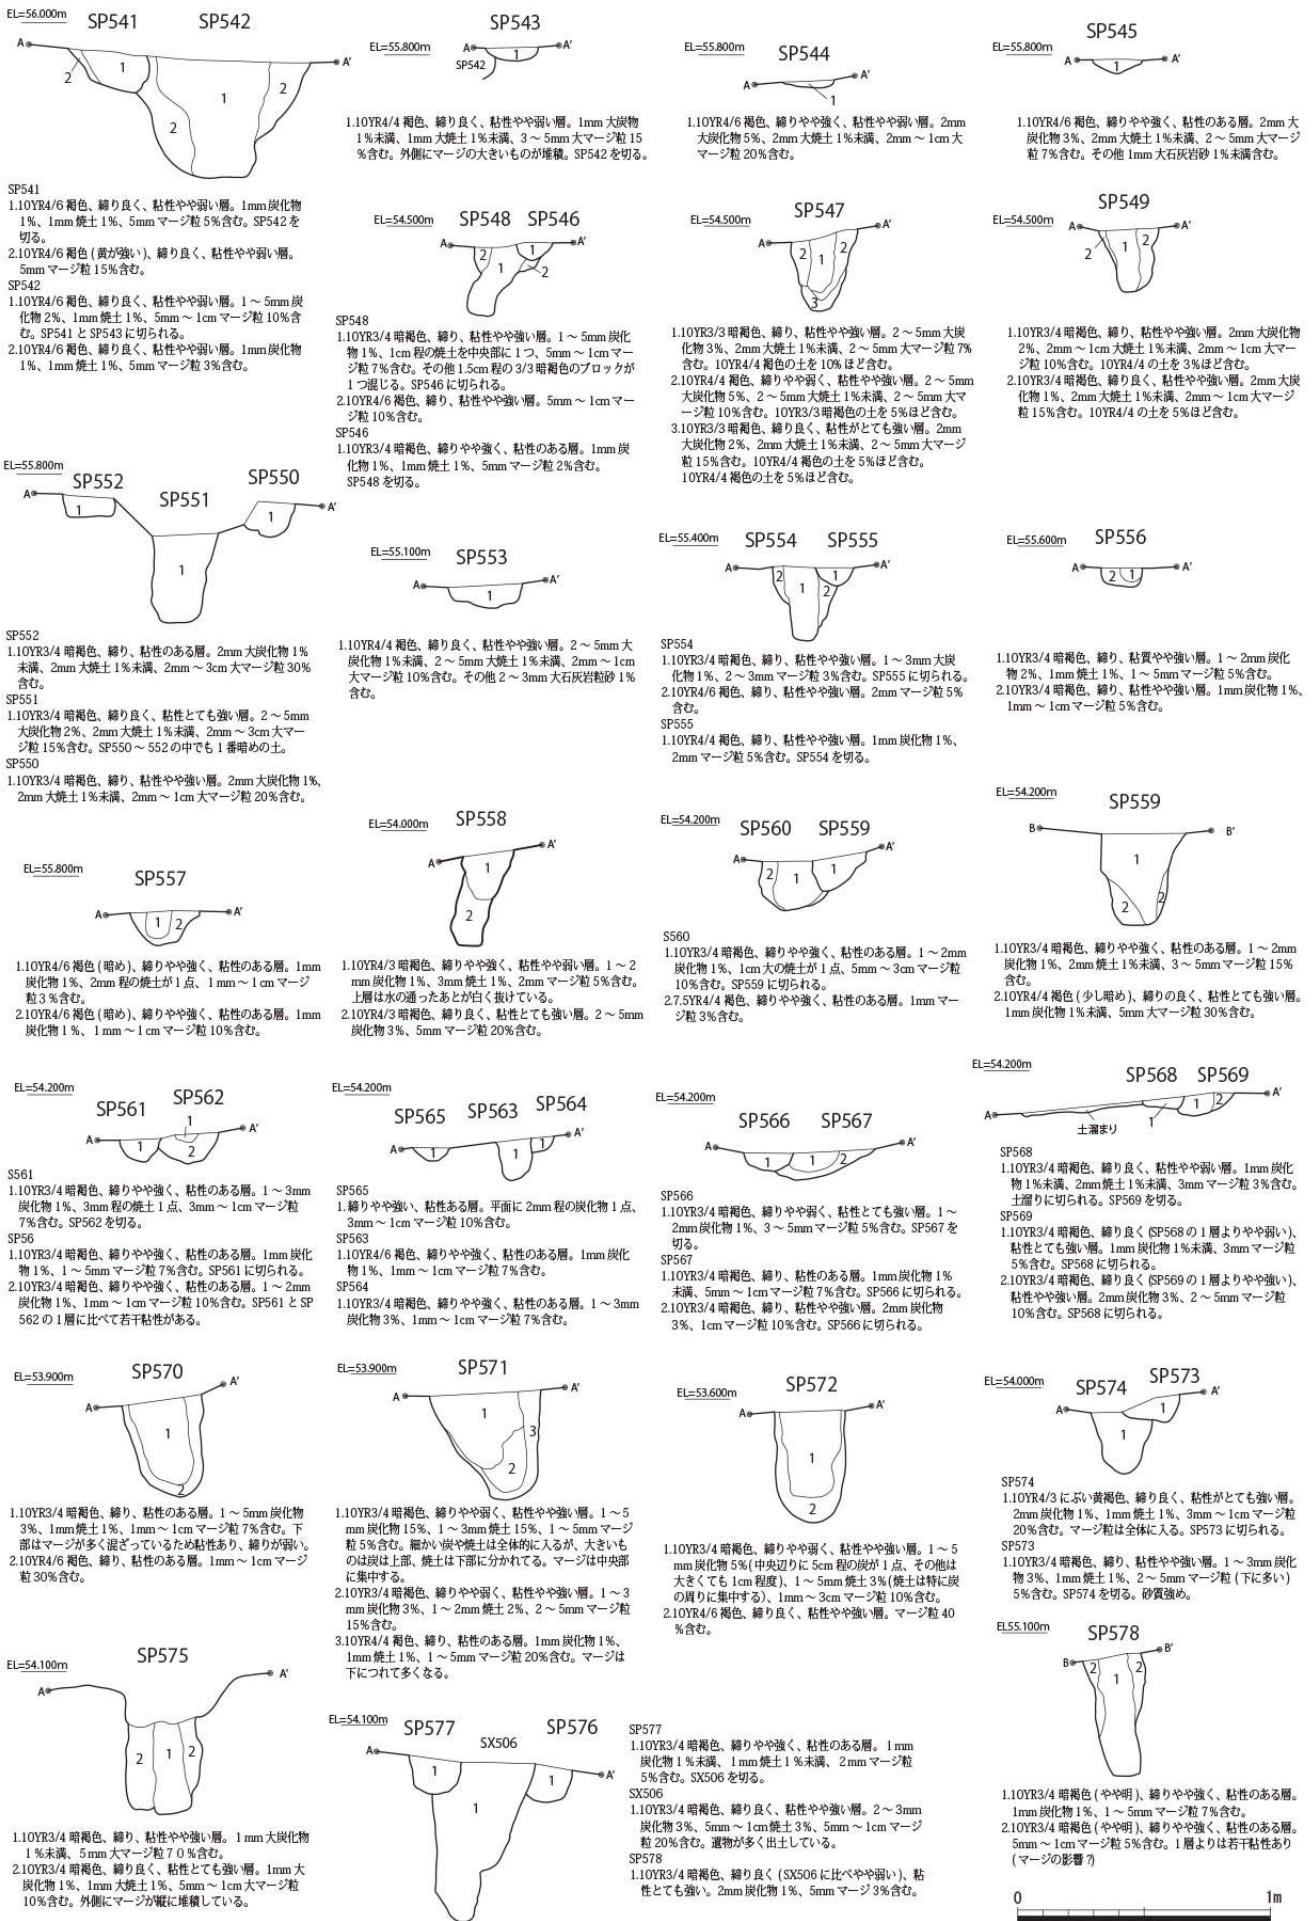 EL=56.000m
SP541
SP542
A
A'
2
1
2
1
2
SP541
1.10YR4/6 褐色、締り良く、粘性やや弱い層。1mm炭化物
1%、1mm 焼土 1%、5mm マージ粒 5%含む。SP542 を
切る。
2.10YR4/6 褐色 (黄が強い)、締り良く、粘性やや弱い層。
5mm マージ粒 15%含む。
SP542
1.10YR4/6 褐色、締り良く、粘性やや弱い層。1 ~ 5mm 炭
化物 2%、1mm 焼土 1%、5mm ~ 1cm マージ粒 10%含
む。SP541 と SP543 に切られる。
2.10YR4/6 褐色、締り良く、粘性やや弱い層。1mm 炭化物
1%、1mm 焼土 1%、5mm マージ粒 3%含む。
EL=55.800m
SP543
A
A'
1
SP542
1.10YR4/4 褐色、締り良く、粘性やや弱い層。1mm 大炭物
1%未満、1mm 大焼土 1%未満、3 ~ 5mm 大マージ粒 15
%含む。外側にマージの大きいものが堆積。SP542 を切る。
EL=55.800m
SP544
A
A'
1
1.10YR4/6 褐色、締りやや強く、粘性やや弱い層。2mm
大炭化物 5%、2mm 大焼土 1%未満、2mm ~ 1cm 大
マージ粒 20%含む。
EL=55.800m
SP545
A
A'
1
1.10YR4/6 褐色、締りやや強く、粘性のある層。2mm 大
炭化物 3%、2mm 大焼土 1%未満、2 ~ 5mm 大マージ
粒 7%含む。その他 1mm 大石灰岩砂 1%未満含む。
EL=54.500m
SP548 SP546
A
A'
2
1
1
2
SP548
1.10YR3/4 暗褐色、締り、粘性やや強い層。1 ~ 5mm 炭化
物 1%、1cm 程の焼土を中央部に 1 つ、5mm ~ 1cm マー
ジ粒 7%含む。その他 1.5cm 程の 3/3 暗褐色のブロックが
1 つ混じる。SP546 に切られる。
2.10YR4/6 褐色、締り、粘性やや強い層。5mm ~ 1cm マー
ジ粒 10%含む。
SP546
1.10YR3/4 暗褐色、締りやや強く、粘性のある層。1mm 炭
化物 1%、1mm 焼土 1%、5mm マージ粒 2%含む。
SP548 を切る。
EL=54.500m
SP547
A
A'
2
1
2
3
1.10YR3/3 暗褐色、締り、粘性やや強い層。2 ~ 5mm 大炭
化物 3%、2mm 大焼土 1%未満、2 ~ 5mm 大マージ粒 7%
含む。10YR4/4 褐色の土を 10% ほど含む。
2.10YR4/4 褐色、締りやや弱く、粘性やや強い層。2 ~ 5mm
大炭化物 5%、2 ~ 5mm 大焼土 1%未満、2 ~ 5mm 大マ
ージ粒 10%含む。10YR3/3暗褐色の土を 5%ほど含む。
3.10YR3/3 暗褐色、締り良く、粘性がとても強い層。2mm
大炭化物 2%、2mm 大焼土 1%未満、2 ~ 5mm 大マージ
粒 15%含む。10YR4/4 褐色の土を 5%ほど含む。
10YR4/4 褐色の土を 5%ほど含む。
EL=54.500m
SP549
A
A'
2
1
2
1.10YR3/4 暗褐色、締り、粘性やや強い層。2mm 大炭化物
2%、2mm ~ 1cm 大焼土 1%未満、2mm ~ 1cm 大マー
ジ粒 10%含む。10YR4/4 の土を 3%ほど含む。
2.10YR3/4 暗褐色、締り良く、粘性やや強い層。2mm 大炭
化物 1%、2mm 大焼土 1%未満、2mm ~ 1cm 大マージ
粒 15%含む。10YR4/4 の土を 5%ほど含む。
EL=55.800m
SP552
SP551
SP550
A
A'
1
1
1
SP552
1.10YR3/4 暗褐色、締り、粘性のある層。2mm 大炭化物 1%
未満、2mm 大焼土 1%未満、2mm ~ 3cm 大マージ粒 30%
含む。
SP551
1.10YR3/4 暗褐色、締り良く、粘性とても強い層。2 ~ 5mm
大炭化物 2%、2mm 大焼土 1%未満、2mm ~ 3cm 大マー
ジ粒 15%含む。SP550 ~ 552の中でも 1 番暗めの土。
SP550
1.10YR3/4 暗褐色、締り、粘性やや強い層。2mm 大炭化物 1%、
2mm 大焼土 1%未満、2mm ~ 1cm 大マージ粒 20%含む。
EL=55.100m
SP553
A
A'
1
1.10YR4/4 褐色、締り良く、粘性やや強い層。2 ~ 5mm 大
炭化物 1%未満、2 ~ 5mm 大焼土 1%未満、2mm ~ 1cm
大マージ粒 10%含む。その他 2 ~ 3mm 大石灰岩粒砂 1%
含む。
EL=55.400m
SP554 SP555
A
A'
2
1
1
2
SP554
1.10YR3/4 暗褐色、締り、粘性やや強い層。1 ~ 3mm 大炭
化物 1%、2 ~ 3mm マージ粒 3%含む。SP555 に切られる。
2.10YR4/6 褐色、締り、粘性やや強い層。2mm マージ粒 5%
含む。
SP555
1.10YR4/4 褐色、締り、粘性やや強い層。1mm 炭化物 1%、
2mm マージ粒 5%含む。SP554 を切る。
EL=55.600m
SP556
A
A'
2
1
1.10YR3/4 暗褐色、締り、粘質やや強い層。1 ~ 2mm 炭化
物 2%、1mm 焼土 1%、1 ~ 5mm マージ粒 5%含む。
2.10YR3/4 暗褐色、締り、粘性やや強い層。1mm 炭化物 1%、
1mm ~ 1cm マージ粒 5%含む。
EL=55.800m
SP557
A
A'
1
2
1.10YR4/6 褐色 (暗め)、締りやや強く、粘性のある層。1mm
炭化物 1%、2mm 程の焼土が 1 点、1 mm ~ 1cm マージ
粒 3 %含む。
2.10YR4/6 褐色 (暗め)、締りやや強く、粘性のある層。1mm
炭化物 1 %、1 mm ~ 1 cm マージ粒 10%含む。
EL=54.000m
SP558
A
A'
1
2
1.10YR4/3 暗褐色、締りやや強く、粘性やや弱い層。1 ~ 2
mm 炭化物 1%、3mm 焼土 1%、2mm マージ粒 5%含む。
上層は水の通ったあとが白く抜けている。
2.10YR4/3 暗褐色、締り良く、粘性とても強い層。2 ~ 5mm
炭化物 3%、5mm マージ粒 20%含む。
EL=54.200m
SP560 SP559
A
A'
2
1
1
S560
1.10YR3/4 暗褐色、締りやや強く、粘性のある層。1 ~ 2mm
炭化物 1%、1cm 大の焼土が 1 点、5mm ~ 3cm マージ粒
10%含む。SP559 に切られる。
2.7.5YR4/4 褐色、締りやや強く、粘性のある層。1mm マー
ジ粒 3%含む。
EL=54.200m
SP559
B
B'
1
2
2
1.10YR3/4 暗褐色、締りやや強く、粘性のある層。1 ~ 2mm
炭化物 1%、2mm 焼土 1%未満、3 ~ 5mm マージ粒 15%
含む。
2.10YR4/4 褐色 (少し暗め)、締りの良く、粘性とても強い層。
1mm 炭化物 1%未満、5mm 大マージ粒 30%含む。
EL=54.200m
SP561
SP562
A
A'
1
1
2
S561
1.10YR3/4 暗褐色、締りやや強く、粘性のある層。1 ~ 3mm
炭化物 1%、3mm 程の焼土 1 点、3mm ~ 1cm マージ粒
7%含む。SP562 を切る。
SP56
1.10YR3/4 暗褐色、締りやや強く、粘性のある層。1mm 炭化
物 1%、1 ~ 5mm マージ粒 7%含む。SP561 に切られる。
2.10YR3/4 暗褐色、締りやや強く、粘性のある層。1 ~ 2mm
炭化物 1%、1mm ~ 1cm マージ粒 10%含む。SP561 と SP
562 の 1 層に比べて若干粘性がある。
EL=54.200m
SP565
SP563
SP564
A
A'
1
1
1
SP565
1.締りやや強い、粘性ある層。平面に 2mm 程の炭化物 1 点、
3mm ~ 1cm マージ粒 10%含む。
SP563
1.10YR4/6 褐色、締りやや強く、粘性のある層。1mm 炭化
物 1%、1mm ~ 1cm マージ粒 7%含む。
SP564
1.10YR3/4 暗褐色、締りやや強く、粘性のある層。1 ~ 3mm
炭化物 3%、1mm ~ 1cm マージ粒 7%含む。
EL=54.200m
SP566 SP567
A
A'
1
1
2
SP566
1.10YR3/4 暗褐色、締りやや弱く、粘性とても強い層。1 ~
2mm 炭化物 1%、3 ~ 5mm マージ粒 5%含む。SP567 を
切る。
SP567
1.10YR3/4 暗褐色、締り、粘性のある層。1mm 炭化物 1%
未満、5mm ~ 1cm マージ粒 7%含む。SP566 に切られる。
2.10YR3/4 暗褐色、締り、粘性やや強い層。2mm 炭化物
3%、1cm マージ粒 10%含む。SP566 に切られる。
EL=54.200m
SP568 SP569
A
A'
土溜まり
1
1
2
SP568
1.10YR3/4 暗褐色、締り良く、粘性やや弱い層。1mm 炭化
物 1%未満、2mm 焼土 1%未満、3mm マージ粒 3%含む。
土溜りに切られる。SP569 を切る。
SP569
1.10YR3/4 暗褐色、締り良く (SP568 の 1 層よりやや弱い)、
粘性とても強い層。1mm 炭化物 1%未満、3mm マージ粒
5%含む。SP568 に切られる。
2.10YR3/4 暗褐色、締り良く (SP569 の 1 層よりやや強い)、
粘性やや強い層。2mm 炭化物 3%、2 ~ 5mm マージ粒
10%含む。SP568 に切られる。
EL=53.900m
SP570
A
A'
1
2
1.10YR3/4 暗褐色、締り、粘性のある層。1 ~ 5mm 炭化物
3%、1mm 焼土 1%、1mm ~ 1cm マージ粒 7%含む。下
部はマージが多く混ざっているため粘性あり、締りが弱い。
2.10YR4/6 褐色、締り、粘性のある層。1mm ~ 1cm マージ
粒 30%含む。
EL=53.900m
SP571
A
A'
1
2
3
1.10YR3/4 暗褐色、締りやや弱く、粘性やや強い層。1 ~ 5
mm 炭化物 15%、1 ~ 3mm 焼土 15%、1 ~ 5mm マージ
粒 5%含む。細かい炭や焼土は全体的に入るが、大きいも
のは炭は上部、焼土は下部に分かれてる。マージは中央部
に集中する。
2.10YR3/4 暗褐色、締りやや弱く、粘性やや強い層。1 ~ 3
mm 炭化物 3%、1 ~ 2mm 焼土 2%、2 ~ 5mm マージ粒
15%含む。
3.10YR4/4 褐色、締り、粘性のある層。1mm 炭化物 1%、
1mm 焼土 1%、1 ~ 5mm マージ粒 20%含む。マージは
下につれて多くなる。
EL=53.600m
SP572
A
A'
1
2
1.10YR3/4 暗褐色、締りやや弱く、粘性やや強い層。1 ~ 5
mm 炭化物 5%(中央辺りに 5cm 程の炭が 1 点、その他は
大きくても 1cm 程度)、1 ~ 5mm 焼土 3%(焼土は特に炭
の周りに集中する)、1mm ~ 3cm マージ粒 10%含む。
2.10YR4/6 褐色、締り良く、粘性やや強い層。マージ粒 40
%含む。
EL=54.000m
SP574
SP573
A
A'
1
1
SP574
1.10YR4/3 にぶい黄褐色、締り良く、粘性がとても強い層。
2mm 炭化物 1%、1mm 焼土 1%、3mm ~ 1cm マージ粒
20%含む。マージ粒は全体に入る。SP573 に切られる。
SP573
1.10YR3/4 暗褐色、締り、粘性やや強い層。1 ~ 3mm 炭化
物 3%、1mm 焼土 1%、2 ~ 5mm マージ粒 (下に多い)
5%含む。SP574 を切る。砂質強め。
EL=54.100m
SP575
A
A'
2
1
2
1.10YR3/4 暗褐色、締り、粘性やや強い層。1 mm 大炭化物
1 %未満、5 mm 大マージ粒 7 0 %含む。
2.10YR3/4 暗褐色、締り良く、粘性とても強い層。1mm 大
炭化物 1%、1mm 大焼土 1%、5mm ~ 1cm 大マージ粒
10%含む。外側にマージが縦に堆積している。
EL=54.100m
SP577
SX506
SP576
A
A'
1
1
1
SP577
1.10YR3/4 暗褐色、締りやや強く、粘性のある層。1 mm
炭化物 1 %未満、1 mm 焼土 1 %未満、2 mm マージ粒
5%含む。SX506 を切る。
SX506
1.10YR3/4 暗褐色、締り良く、粘性やや強い層。2 ~ 3mm
炭化物 3%、5mm ~ 1cm焼土 3%、5mm ~ 1cm マージ
粒 20%含む。遺物が多く出土している。
SP578
1.10YR3/4 暗褐色、締り良く (SX506 に比べやや弱い)、粘
性とても強い。2mm 炭化物 1%、5mm マージ 3%含む。
EL55.100m
SP578
B
B'
2
1
2
1.10YR3/4 暗褐色 (やや明)、締りやや強く、粘性のある層。
1mm 炭化物 1%、1 ~ 5mm マージ粒 7%含む。
2.10YR3/4 暗褐色 (やや明)、締りやや強く、粘性のある層。
5mm ~ 1cm マージ粒 5%含む。1 層よりは若干粘性あり
(マージの影響 ?)
0
1m